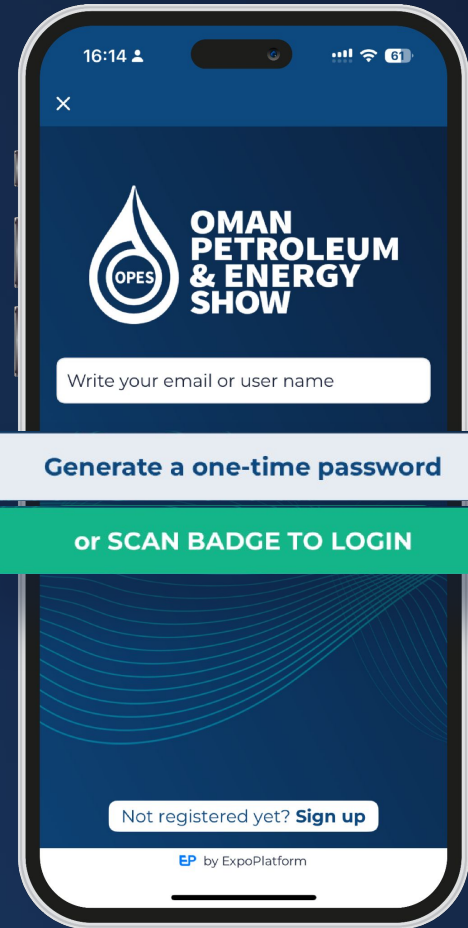 16:14
61
OPES
OMAN
PETROLEUM
& ENERGY
SHOW
Write your email or user name
Generate a one-time password
or SCAN BADGE TO LOGIN
Not registered yet? Sign up
EP by ExpoPlatform